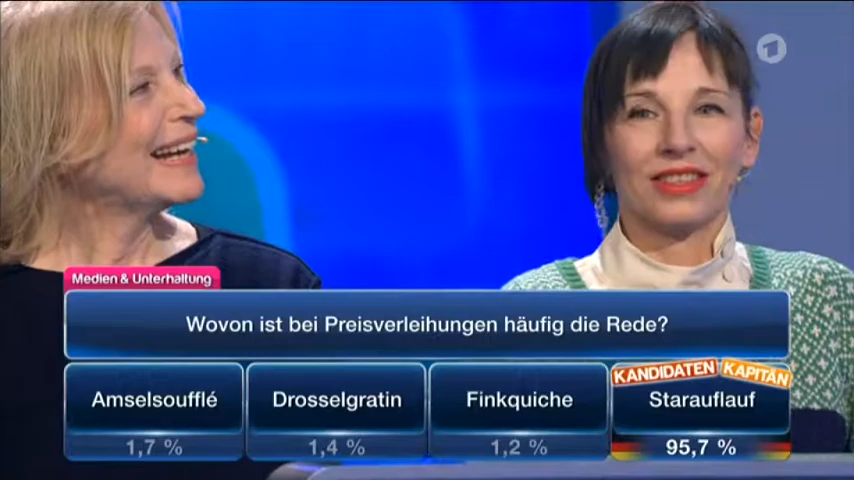 1
Medien & Unterhaltung
Wovon ist bei Preisverleihungen häufig die Rede?
KANDIDATEN KAPITÄN
Amselsoufflé Drosselgratin Finkquiche Starauflauf
1,7 % 1,4 % 1,2 % 95,7 %